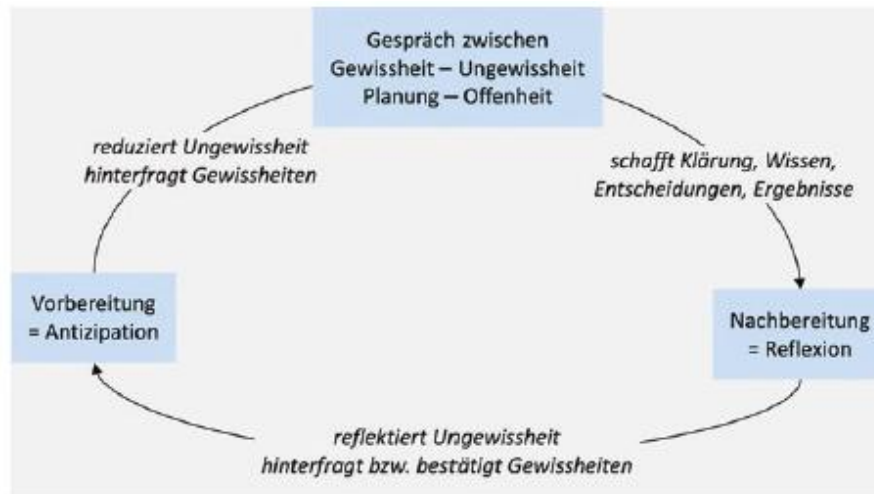 Gespräch zwischen
Gewissheit – Ungewissheit
Planung – Offenheit
reduziert Ungewissheit
hinterfragt Gewissheiten
schafft Klärung, Wissen,
Entscheidungen, Ergebnisse
Vorbereitung
= Antizipation
Nachbereitung
= Reflexion
reflektiert Ungewissheit
hinterfragt bzw. bestätigt Gewissheiten